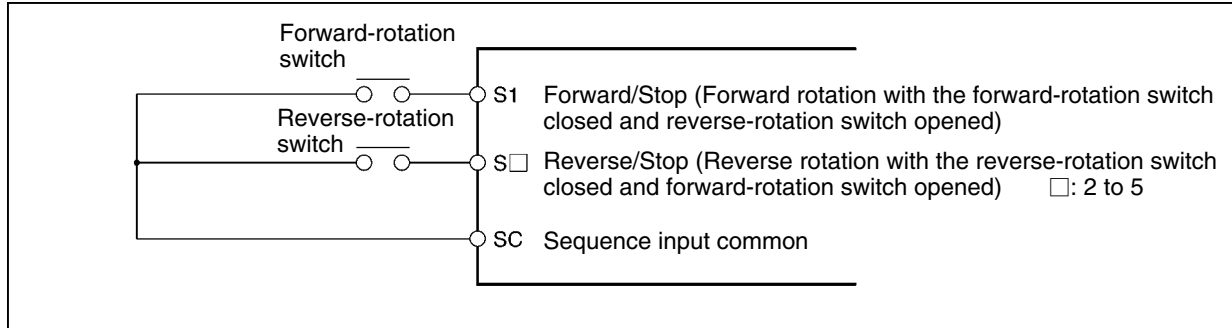 Forward-rotation
switch
S1 Forward/Stop (Forward rotation with the forward-rotation switch
closed and reverse-rotation switch opened)
Reverse-rotation
switch
S□ Reverse/Stop (Reverse rotation with the reverse-rotation switch
closed and forward-rotation switch opened) □: 2 to 5
SC Sequence input common